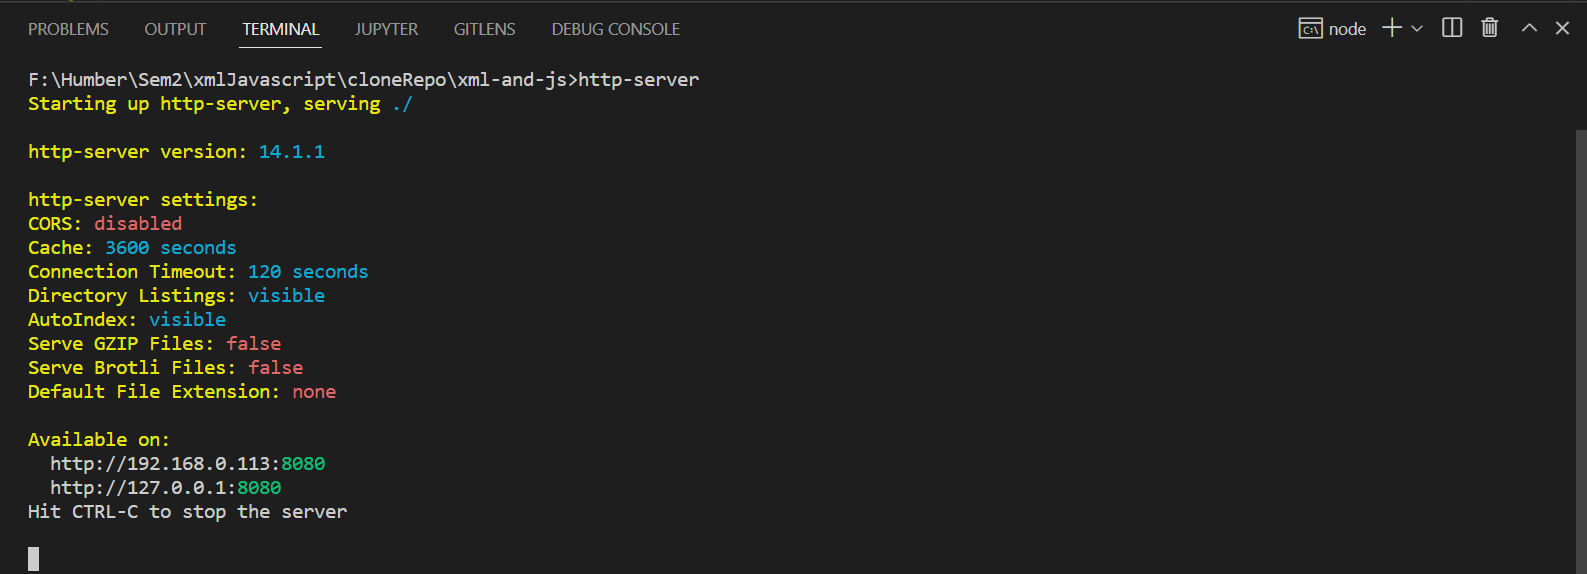 PROBLEMS OUTPUT TERMINAL JUPYTER GITLENS DEBUG CONSOLE node
F:\Humber\Sem2\xmlJavascript\cloneRepo\xml-and-js>http-server
Starting up http-server, serving ./
http-server version: 14.1.1
http-server settings:
CORS: disabled
Cache: 3600 seconds
Connection Timeout: 120 seconds
Directory Listings: visible
AutoIndex: visible
Serve GZIP Files: false
Serve Brotli Files: false
Default File Extension: none
Available on:
  http://192.168.0.113:8080
  http://127.0.0.1:8080
Hit CTRL-C to stop the server